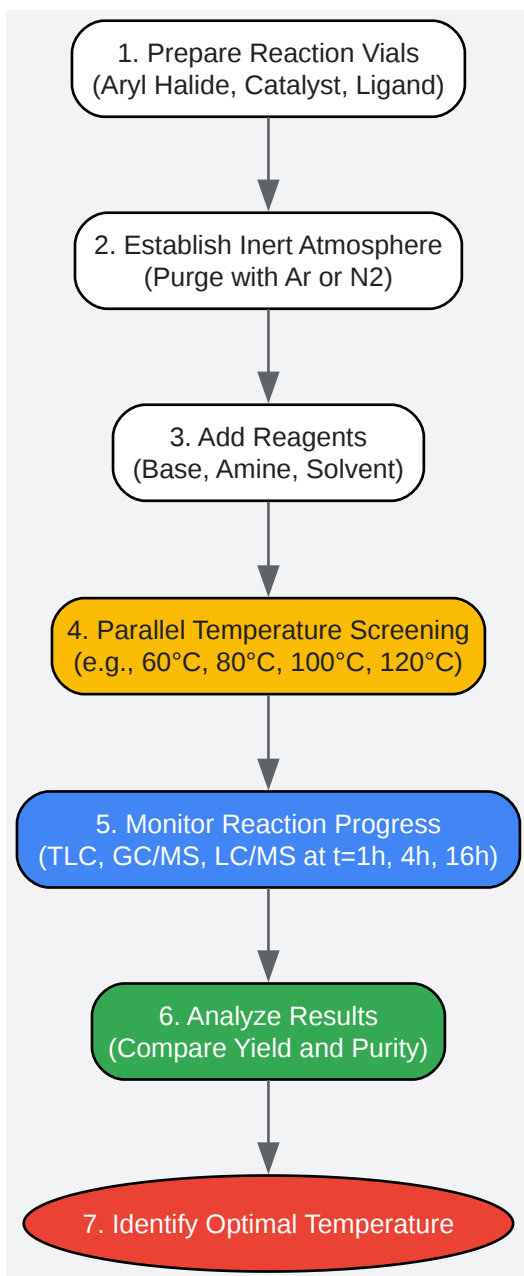 1. Prepare Reaction Vials
(Aryl Halide, Catalyst, Ligand)
2. Establish Inert Atmosphere
(Purge with Ar or N2)
3. Add Reagents
(Base, Amine, Solvent)
4. Parallel Temperature Screening
(e.g., 60°C, 80°C, 100°C, 120°C)
5. Monitor Reaction Progress
(TLC, GC/MS, LC/MS at t=1h, 4h, 16h)
6. Analyze Results
(Compare Yield and Purity)
7. Identify Optimal Temperature